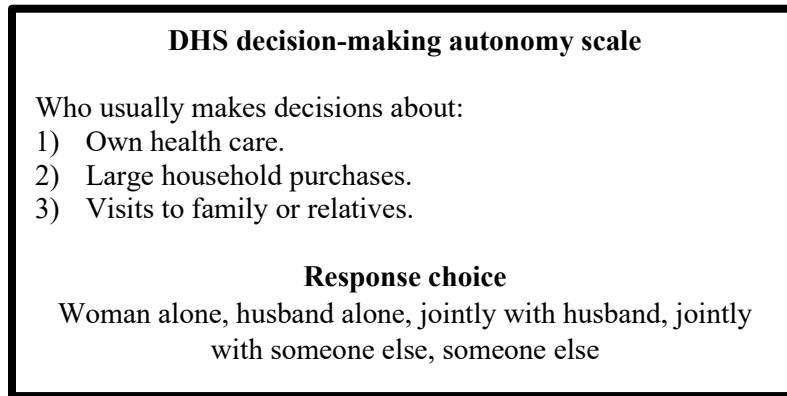 DHS decision-making autonomy scale
Who usually makes decisions about:
1) Own health care.
2) Large household purchases.
3) Visits to family or relatives.
Response choice
Woman alone, husband alone, jointly with husband, jointly
with someone else, someone else